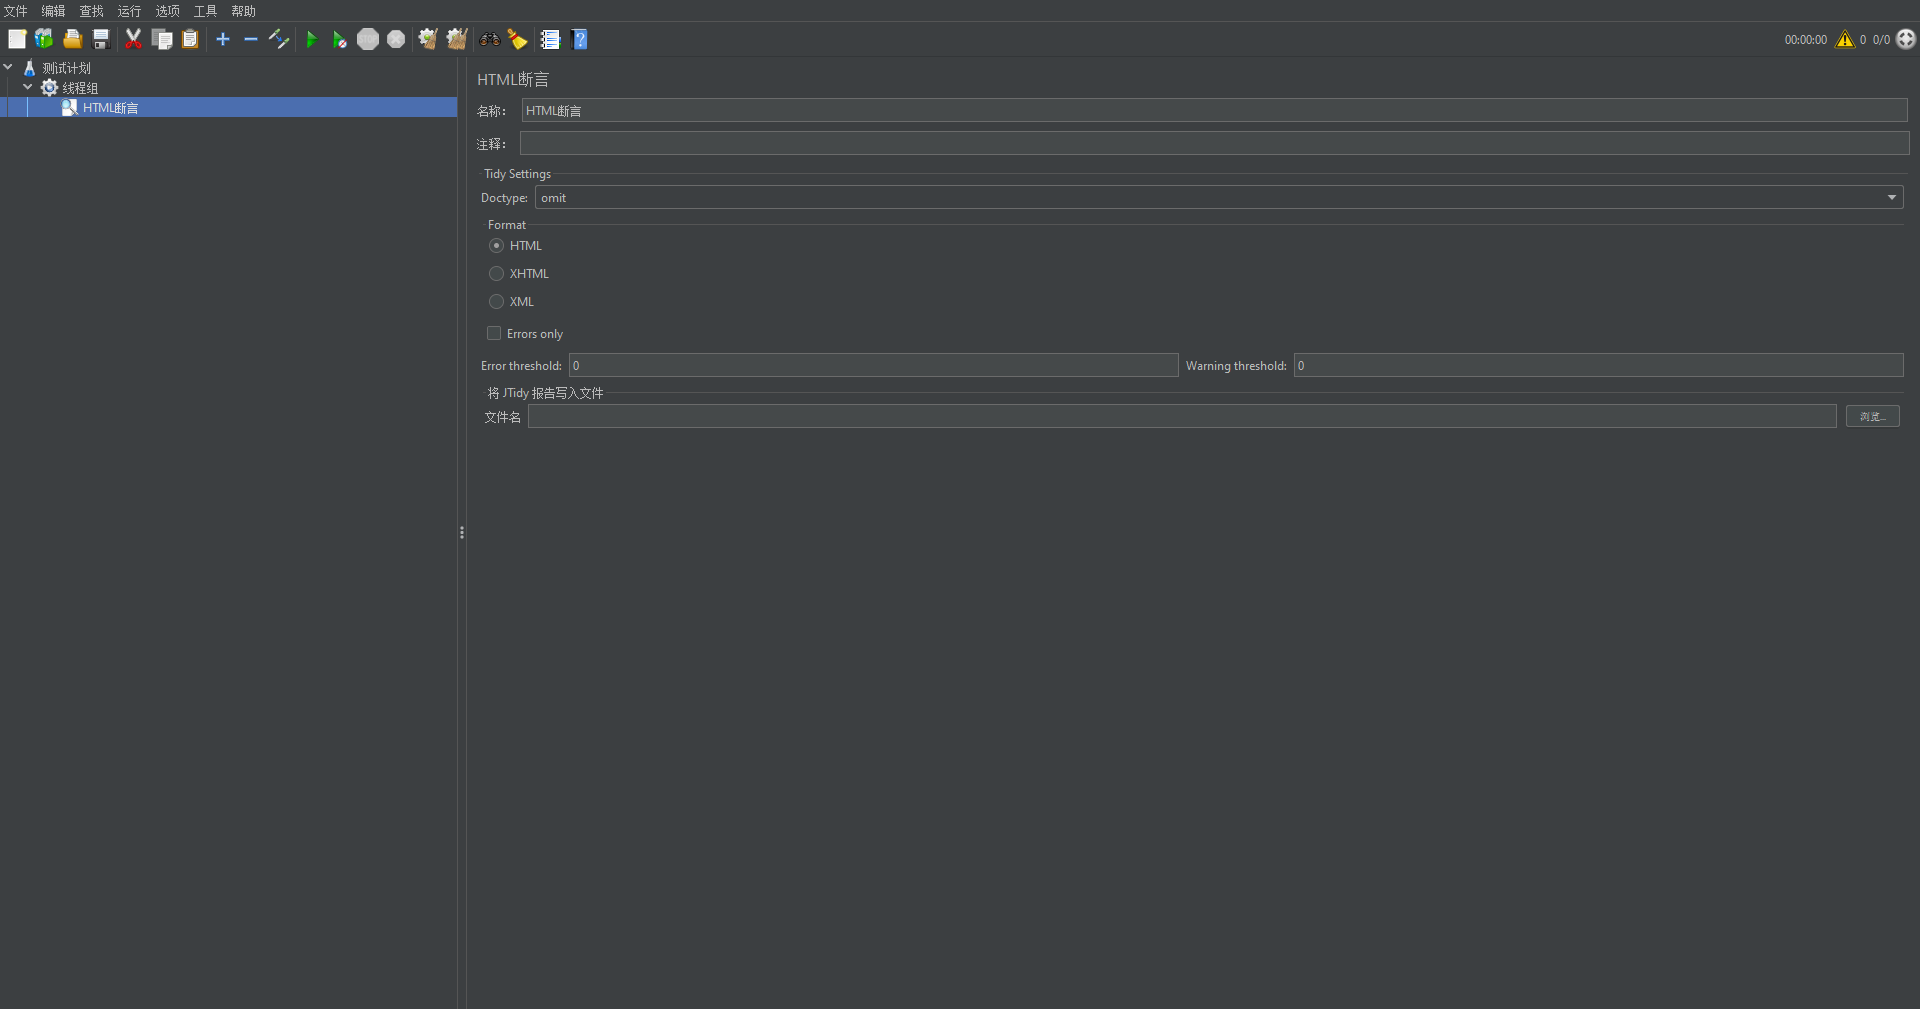 文件 编辑 查找 运行 选项 工具 帮助
00:00:00 0 0/0
测试计划
线程组
HTML断言
HTML断言
名称： HTML断言
注释：
Tidy Settings
Doctype: omit
Format
HTML
XHTML
XML
Errors only
Error threshold: 0 Warning threshold: 0
将 JTidy 报告写入文件
文件名 浏览...